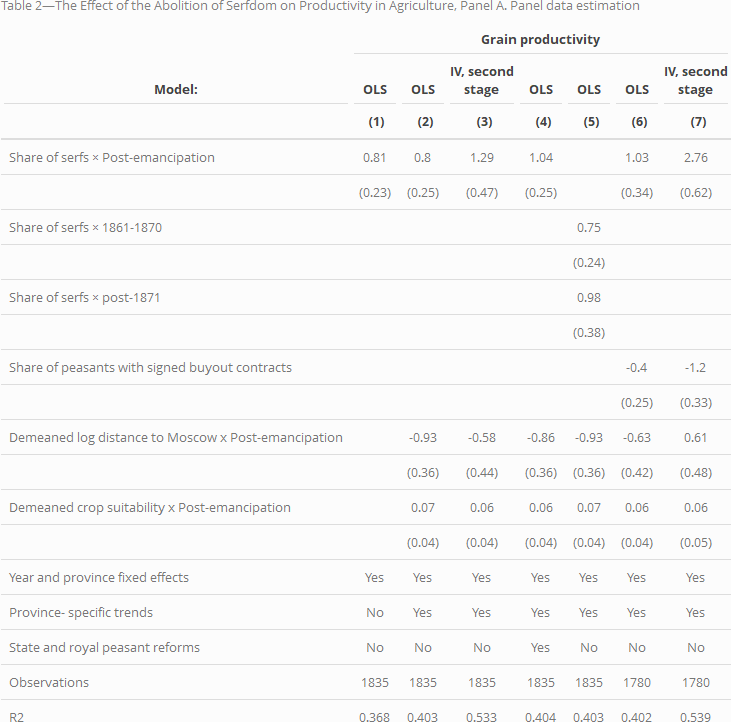 Table 2—The Effect of the Abolition of Serfdom on Productivity in Agriculture, Panel A. Panel data estimation
Grain productivity
Model: OLS OLS IV, second stage OLS OLS OLS IV, second stage
(1) (2) (3) (4) (5) (6) (7)
Share of serfs × Post-emancipation 0.81 0.8 1.29 1.04 1.03 2.76
(0.23) (0.25) (0.47) (0.25) (0.34) (0.62)
Share of serfs × 1861-1870 0.75
(0.24)
Share of serfs × post-1871 0.98
(0.38)
Share of peasants with signed buyout contracts -0.4 -1.2
(0.25) (0.33)
Demeaned log distance to Moscow x Post-emancipation -0.93 -0.58 -0.86 -0.93 -0.63 0.61
(0.36) (0.44) (0.36) (0.36) (0.42) (0.48)
Demeaned crop suitability x Post-emancipation 0.07 0.06 0.06 0.07 0.06 0.06
(0.04) (0.04) (0.04) (0.04) (0.04) (0.05)
Year and province fixed effects Yes Yes Yes Yes Yes Yes Yes
Province- specific trends No Yes Yes Yes Yes Yes Yes
State and royal peasant reforms No No No Yes No No No
Observations 1835 1835 1835 1835 1835 1780 1780
R2 0.368 0.403 0.533 0.404 0.403 0.402 0.539